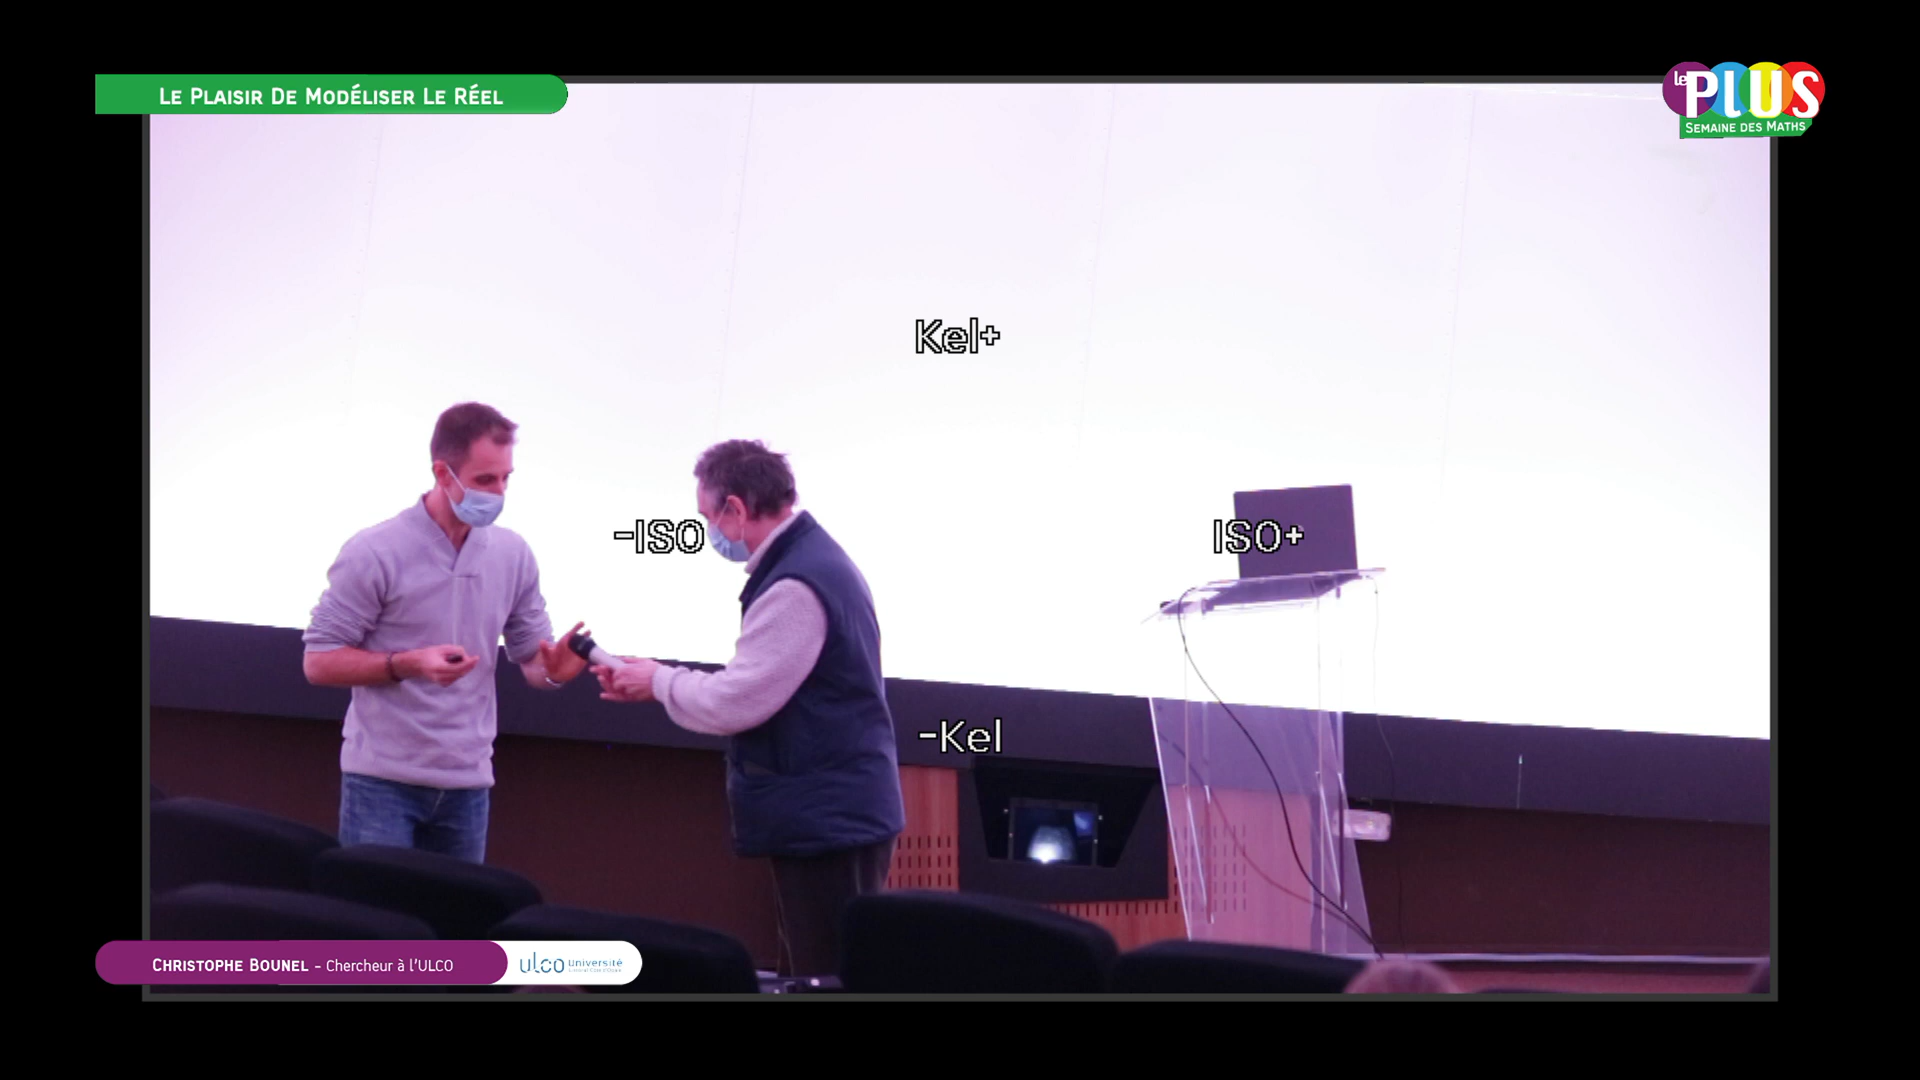 Le Plaisir De Modéliser Le Réel
le PLUS
Semaine des Maths
Kel+
-ISO
ISO+
-Kel
Christophe Bounel - Chercheur à l'ULCO
ulco université